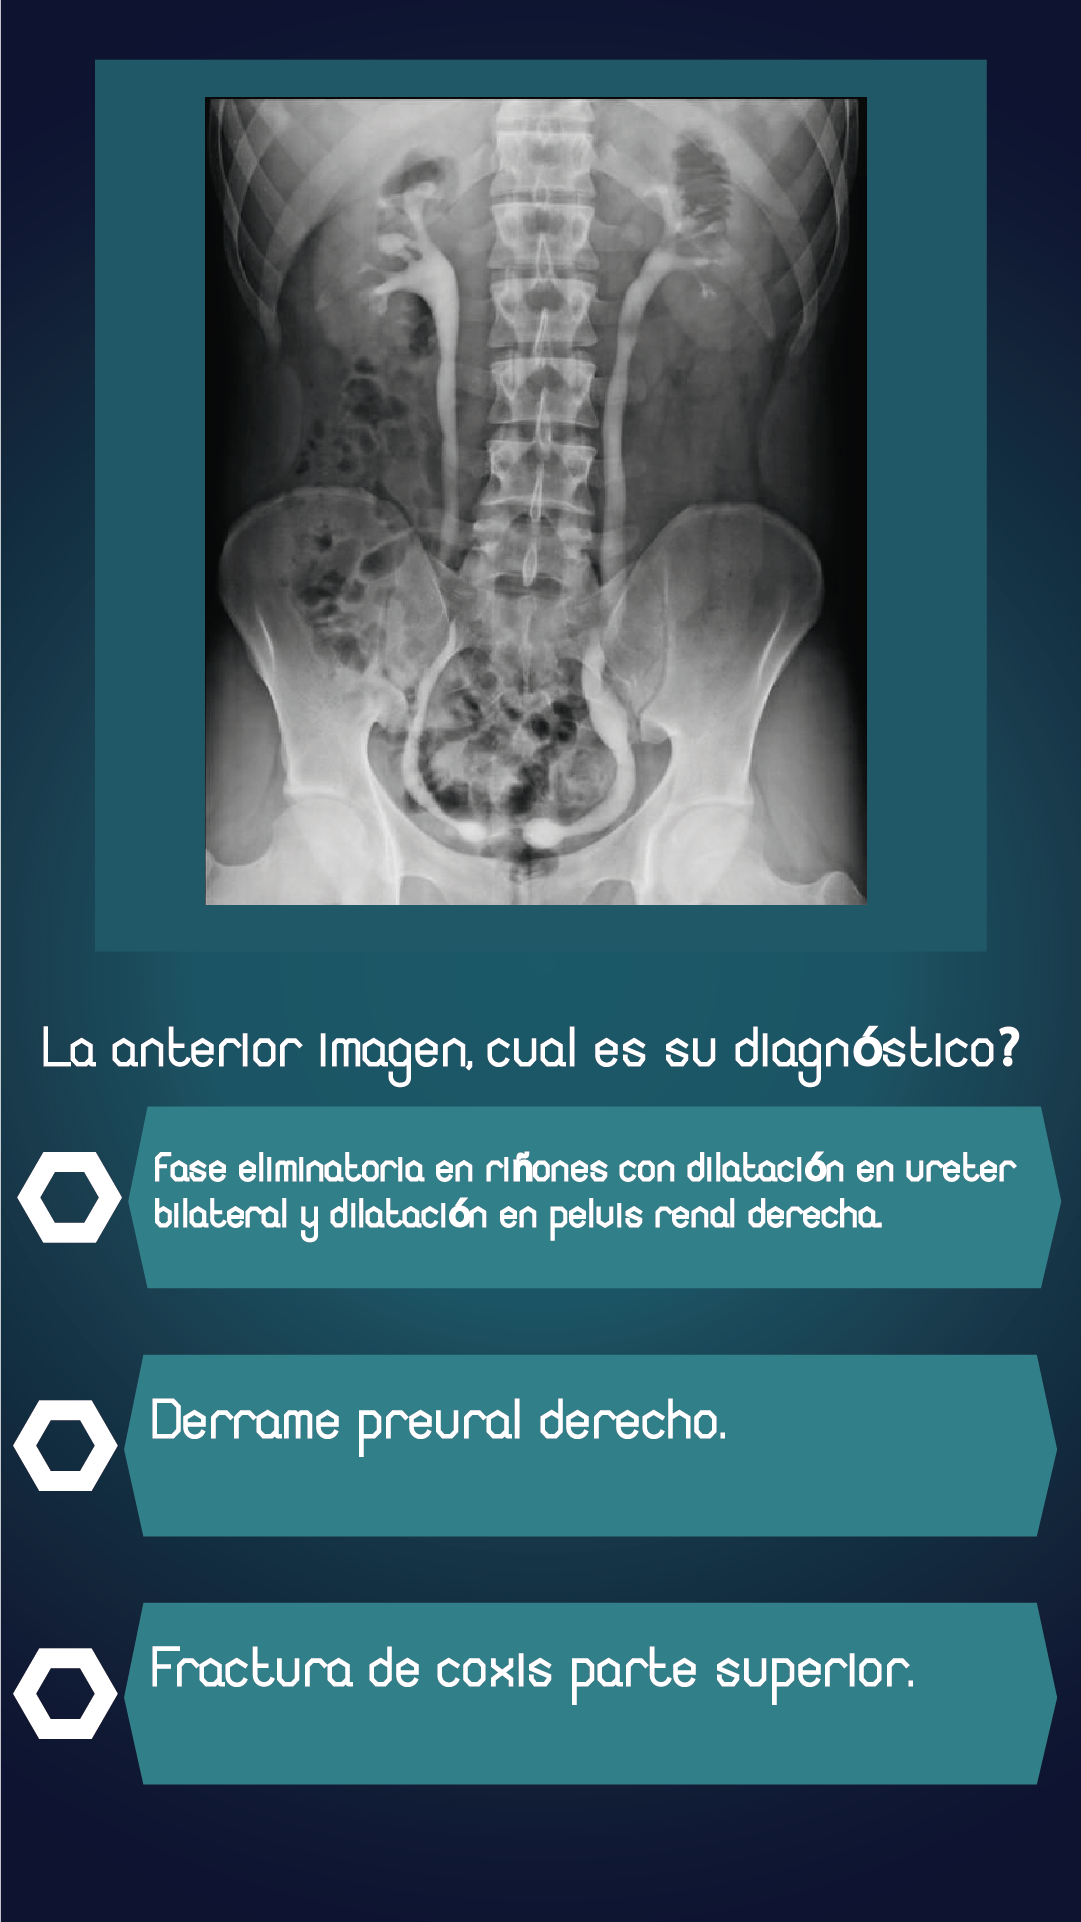 La anterior imagen, cual es su diagnóstico?
Fase eliminatoria en riñones con dilatación en ureter
bilateral y dilatación en pelvis renal derecha.
Derrame preural derecho.
Fractura de coxis parte superior.